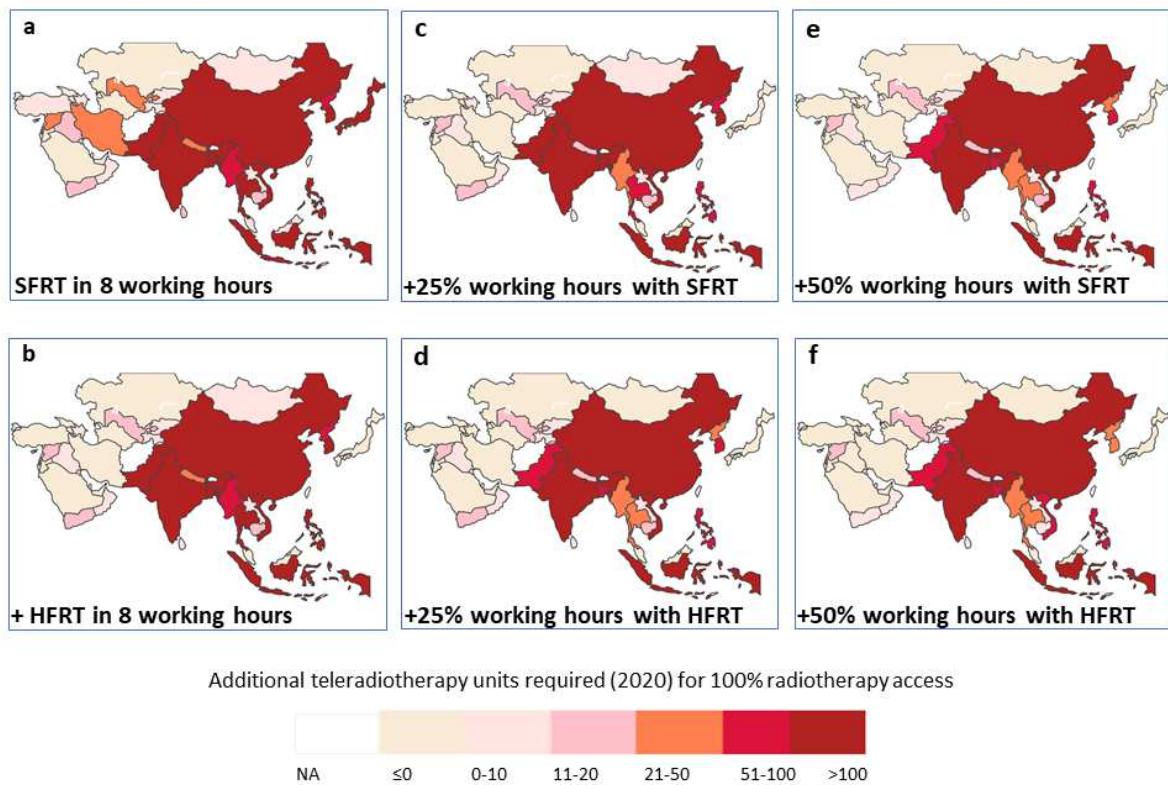 a
SFRT in 8 working hours
c
+25% working hours with SFRT
e
+50% working hours with SFRT
b
+ HFRT in 8 working hours
d
+25% working hours with HFRT
f
+50% working hours with HFRT
Additional teleradiotherapy units required (2020) for 100% radiotherapy access
NA ≤0 0-10 11-20 21-50 51-100 >100